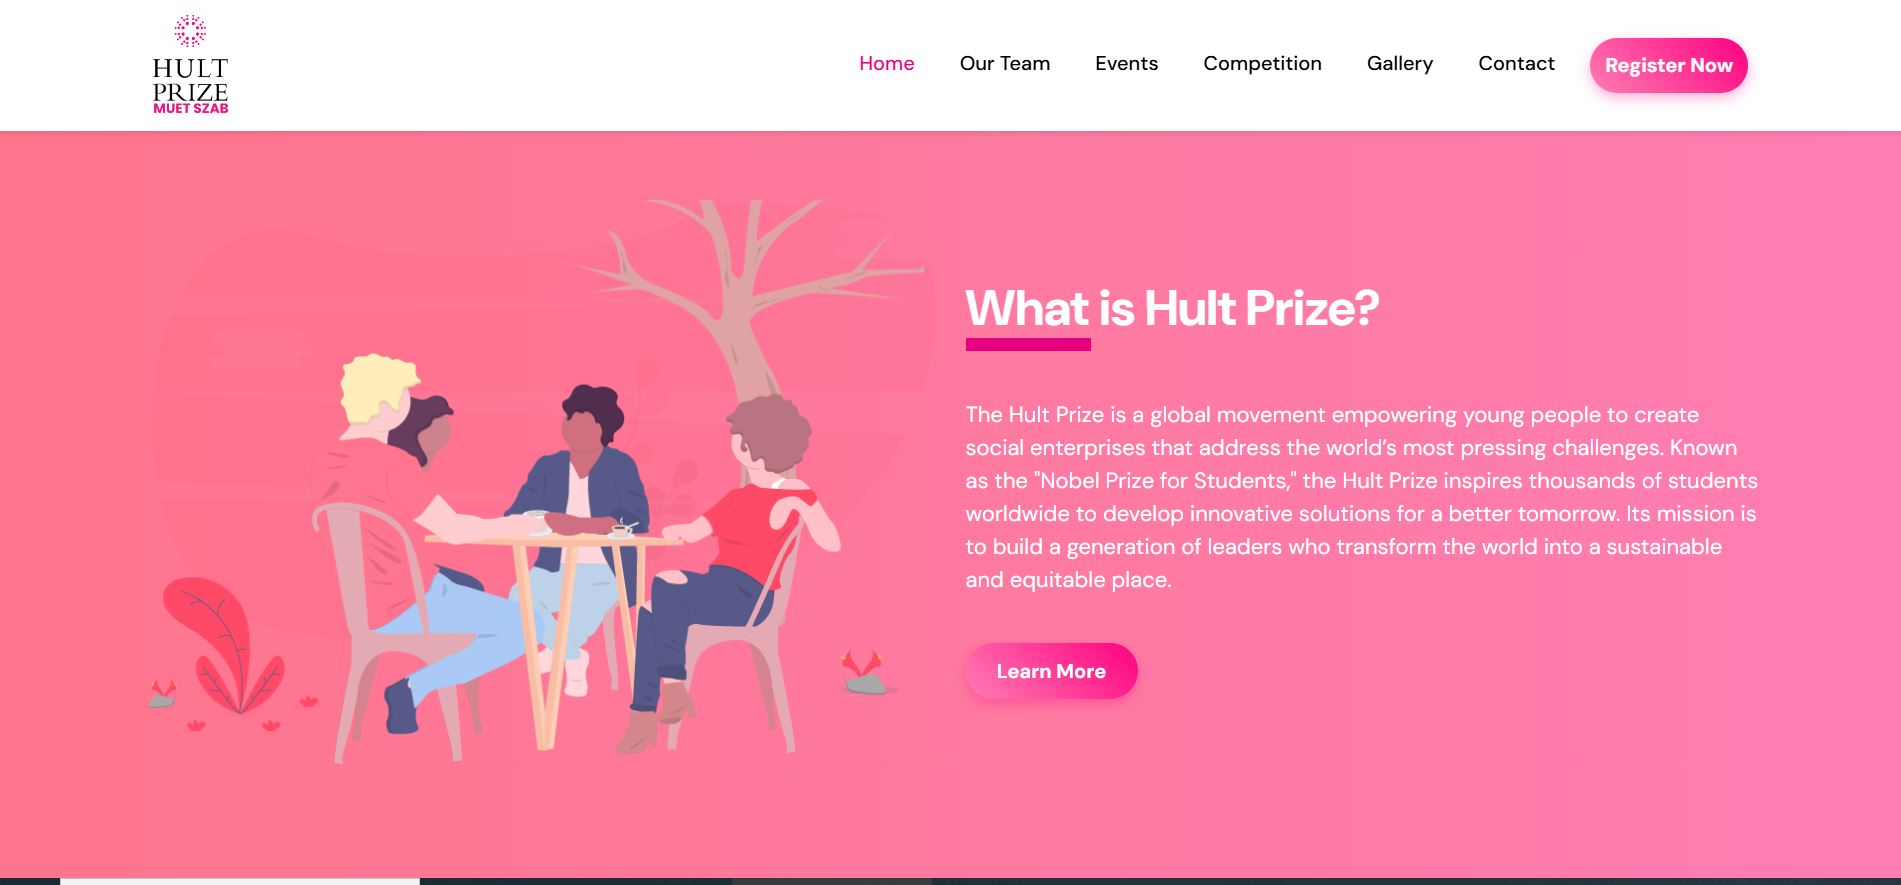 HULT
PRIZE
MUET SZAB
Home
Our Team
Events
Competition
Gallery
Contact
Register Now
What is Hult Prize?
The Hult Prize is a global movement empowering young people to create
social enterprises that address the world’s most pressing challenges. Known
as the "Nobel Prize for Students," the Hult Prize inspires thousands of students
worldwide to develop innovative solutions for a better tomorrow. Its mission is
to build a generation of leaders who transform the world into a sustainable
and equitable place.
Learn More